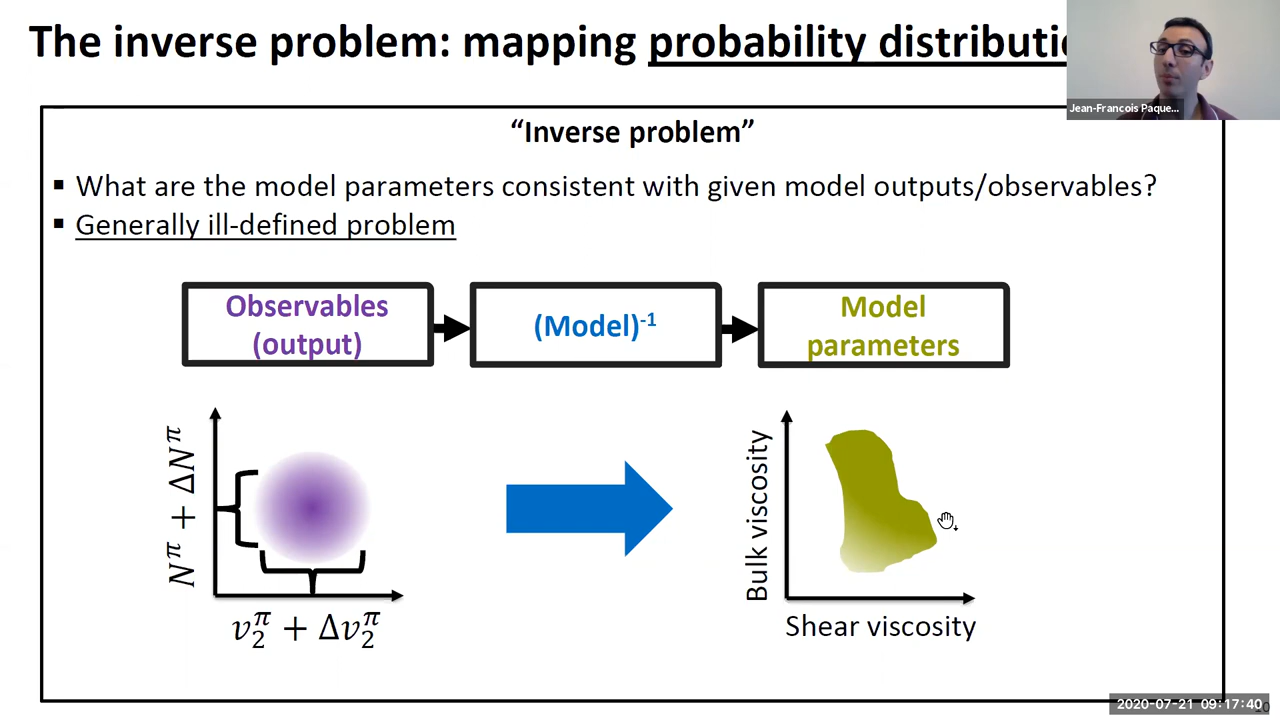 The inverse problem: mapping probability distributi
Jean-Francois Paque...
“Inverse problem”
▪ What are the model parameters consistent with given model outputs/observables?
▪ Generally ill-defined problem
Observables
(output)
(Model)⁻¹
Model
parameters
N^π + ΔN^π
v₂^π + Δv₂^π
Bulk viscosity
Shear viscosity
2020-07-21 09:17:40